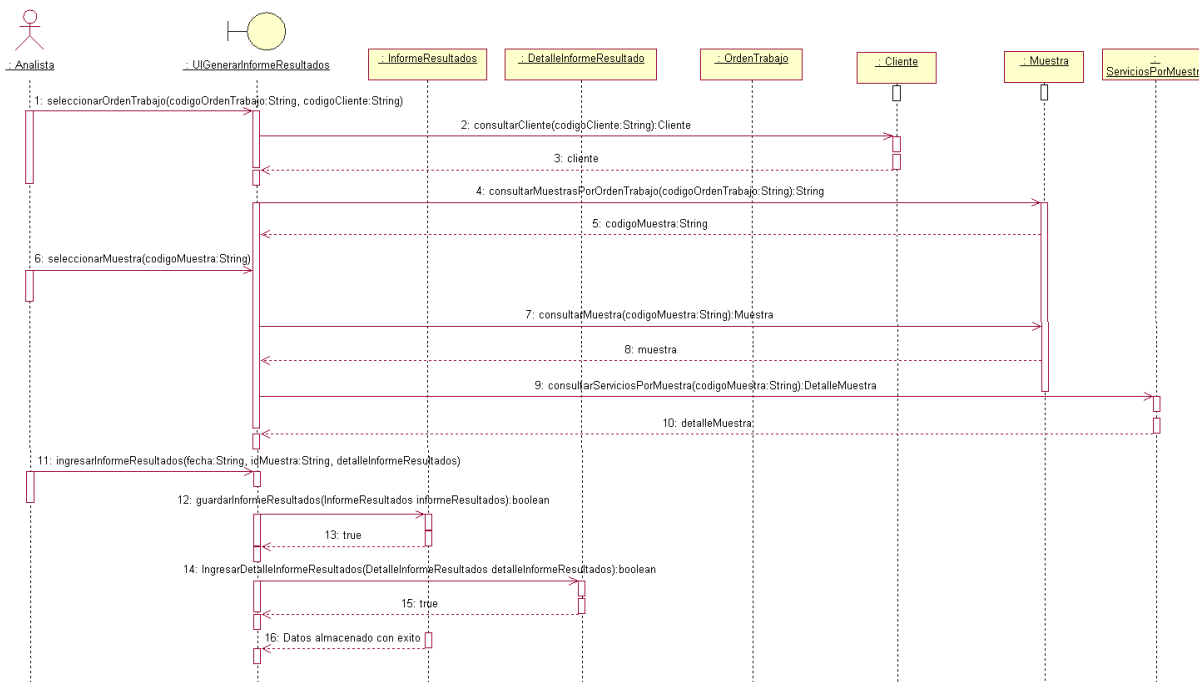 : Analista
: UIGenerarInformeResultados
: InformeResultados
: DetalleInformeResultado
: OrdenTrabajo
: Cliente
: Muestra
:
ServiciosPorMuestr
1: seleccionarOrdenTrabajo(codigoOrdenTrabajo:String, codigoCliente:String)
2: consultarCliente(codigoCliente:String):Cliente
3: cliente
4: consultarMuestrasPorOrdenTrabajo(codigoOrdenTrabajo:String):String
5: codigoMuestra:String
6: seleccionarMuestra(codigoMuestra:String)
7: consultarMuestra(codigoMuestra:String):Muestra
8: muestra
9: consultarServiciosPorMuestra(codigoMuestra:String):DetalleMuestra
10: detalleMuestra
11: ingresarInformeResultados(fecha:String, idMuestra:String, detalleInformeResultados)
12: guardarInformeResultados(InformeResultados informeResultados):boolean
13: true
14: IngresarDetalleInformeResultados(DetalleInformeResultados detalleInformeResultados):boolean
15: true
16: Datos almacenado con exito